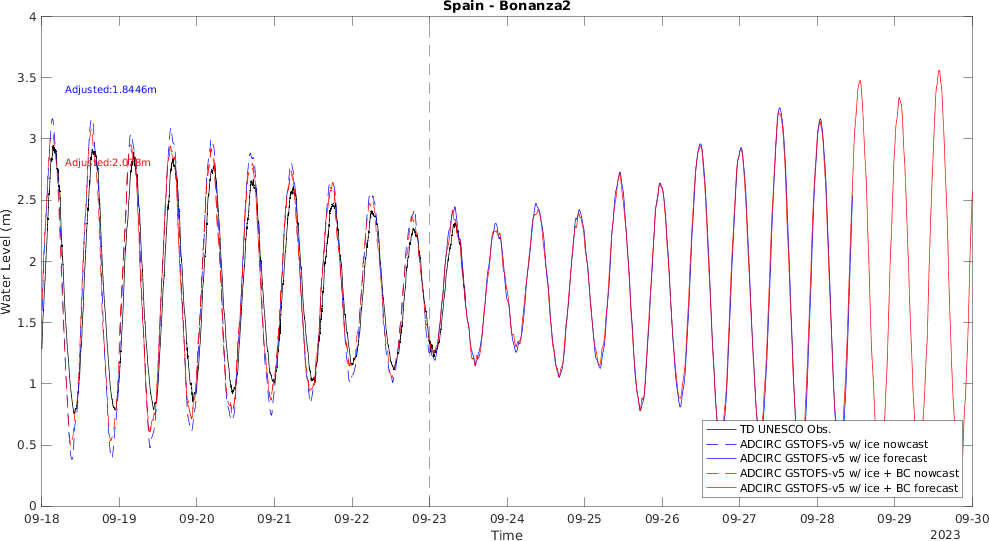 Spain - Bonanza2
Water Level (m)
4
3.5
3
2.5
2
1.5
1
0.5
0
Adjusted:1.8446m
Adjusted:2.078m
TD UNESCO Obs.
ADCIRC GSTOFS-v5 w/ ice nowcast
ADCIRC GSTOFS-v5 w/ ice forecast
ADCIRC GSTOFS-v5 w/ ice + BC nowcast
ADCIRC GSTOFS-v5 w/ ice + BC forecast
09-18 09-19 09-20 09-21 09-22 09-23 09-24 09-25 09-26 09-27 09-28 09-29 09-30
Time
2023